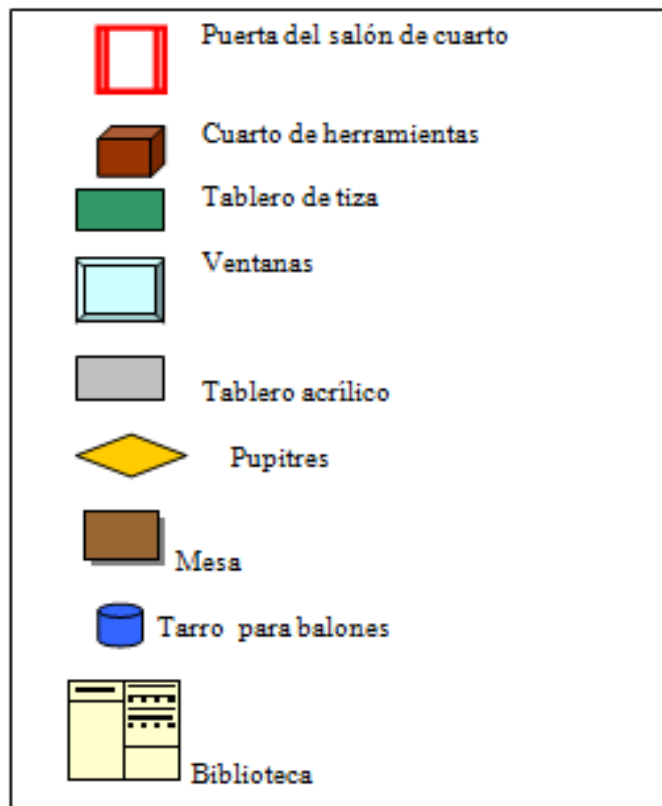 Puerta del salón de cuarto
Cuarto de herramientas
Tablero de tiza
Ventanas
Tablero acrílico
Pupitres
Mesa
Tarro para balones
Biblioteca